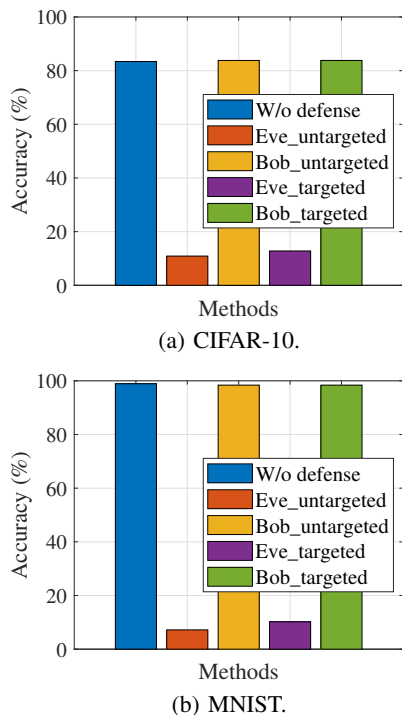 100
80
60
40
20
0
Accuracy (%)
W/o defense
Eve_untargeted
Bob_untargeted
Eve_targeted
Bob_targeted
Methods
(a) CIFAR-10.
100
80
60
40
20
0
Accuracy (%)
W/o defense
Eve_untargeted
Bob_untargeted
Eve_targeted
Bob_targeted
Methods
(b) MNIST.